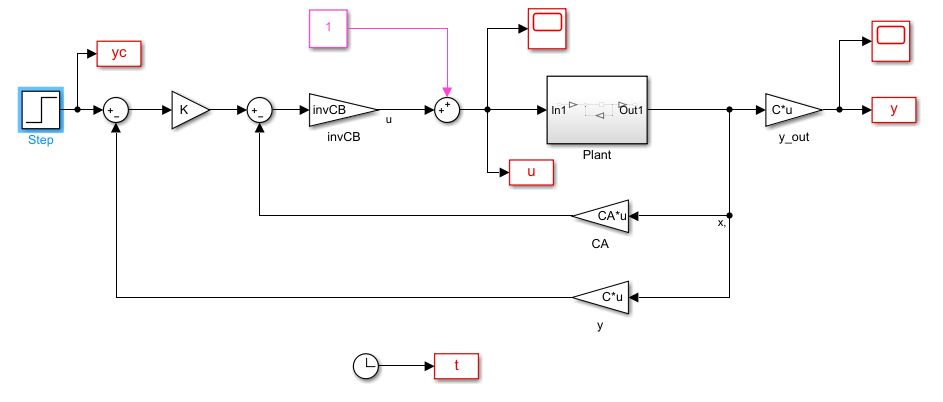 1
yc
Step
K
invCB
invCB
u
In1
Out1
Plant
C*u
y_out
y
u
CA*u
CA
x,
C*u
y
t